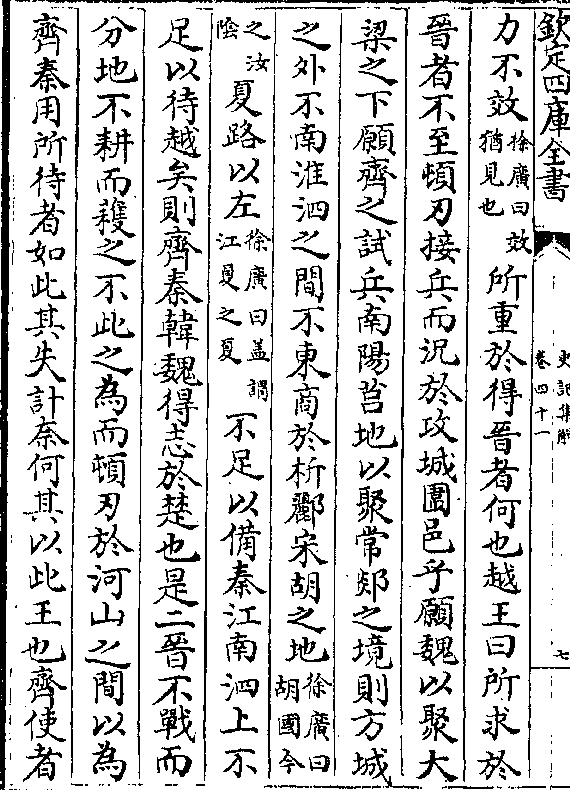 欽定四庫全書
史記集解
卷四十一
七
力不效徐廣曰效猶見也所重於得晉者何也越王曰所求於
晉者不至頓刃接兵而況於攻城圍邑乎願魏以聚大
梁之下願齊之試兵南陽莒地以聚常郯之境則方城
之外不南淮泗之間不東商於析酈宋胡之地徐廣曰胡國今
之汝陰夏路以左徐廣曰蓋謂江夏之夏不足以備秦江南泗上不
足以待越矣則齊秦韓魏得志於楚也是二晉不戰而
分地不耕而穫之不此之為而頓刃於河山之間以為
齊秦用所待者如此其失計奈何其以此王也齊使者